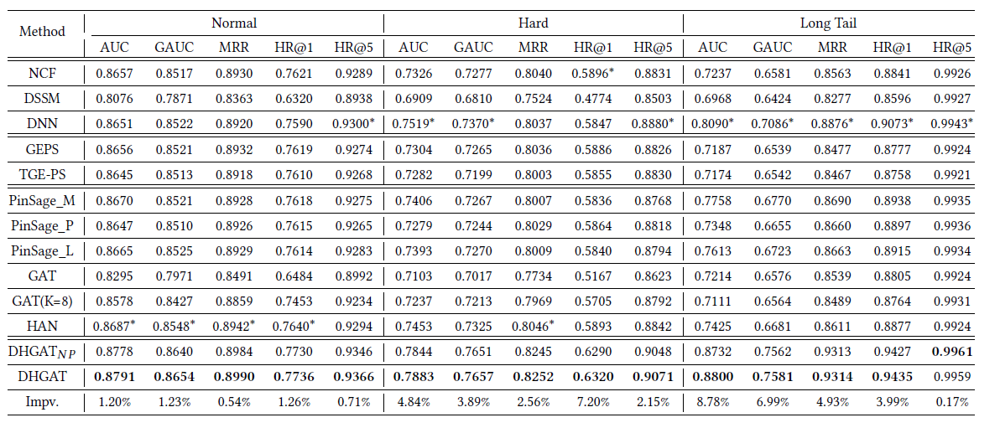 Method Normal Hard Long Tail
AUC GAUC MRR HR@1 HR@5 AUC GAUC MRR HR@1 HR@5 AUC GAUC MRR HR@1 HR@5
NCF 0.8657 0.8517 0.8930 0.7621 0.9289 0.7326 0.7277 0.8040 0.5896* 0.8831 0.7237 0.6581 0.8563 0.8841 0.9926
DSSM 0.8076 0.7871 0.8363 0.6320 0.8938 0.6909 0.6810 0.7524 0.4774 0.8503 0.6968 0.6424 0.8277 0.8596 0.9927
DNN 0.8651 0.8522 0.8920 0.7590 0.9300* 0.7519* 0.7370* 0.8037 0.5847 0.8880* 0.8090* 0.7086* 0.8876* 0.9073* 0.9943*
GEPS 0.8656 0.8521 0.8932 0.7619 0.9274 0.7304 0.7265 0.8036 0.5886 0.8826 0.7187 0.6539 0.8477 0.8777 0.9924
TGE-PS 0.8645 0.8513 0.8918 0.7610 0.9268 0.7282 0.7199 0.8003 0.5855 0.8830 0.7174 0.6542 0.8467 0.8758 0.9921
PinSage_M 0.8670 0.8521 0.8928 0.7618 0.9275 0.7406 0.7267 0.8007 0.5836 0.8768 0.7758 0.6770 0.8690 0.8938 0.9935
PinSage_P 0.8647 0.8510 0.8926 0.7615 0.9265 0.7279 0.7244 0.8029 0.5864 0.8818 0.7348 0.6655 0.8660 0.8897 0.9936
PinSage_L 0.8665 0.8525 0.8929 0.7614 0.9283 0.7393 0.7270 0.8009 0.5840 0.8794 0.7613 0.6723 0.8663 0.8915 0.9934
GAT 0.8295 0.7971 0.8491 0.6484 0.8992 0.7103 0.7017 0.7734 0.5167 0.8623 0.7214 0.6576 0.8539 0.8805 0.9924
GAT(K=8) 0.8578 0.8427 0.8859 0.7453 0.9234 0.7237 0.7213 0.7969 0.5705 0.8792 0.7111 0.6564 0.8489 0.8764 0.9931
HAN 0.8687* 0.8548* 0.8942* 0.7640* 0.9294 0.7453 0.7325 0.8046* 0.5893 0.8842 0.7425 0.6681 0.8611 0.8877 0.9924
DHGATNP 0.8778 0.8640 0.8984 0.7730 0.9346 0.7844 0.7651 0.8245 0.6290 0.9048 0.8732 0.7562 0.9313 0.9427 0.9961
DHGAT 0.8791 0.8654 0.8990 0.7736 0.9366 0.7883 0.7657 0.8252 0.6320 0.9071 0.8800 0.7581 0.9314 0.9435 0.9959
Impv. 1.20% 1.23% 0.54% 1.26% 0.71% 4.84% 3.89% 2.56% 7.20% 2.15% 8.78% 6.99% 4.93% 3.99% 0.17%